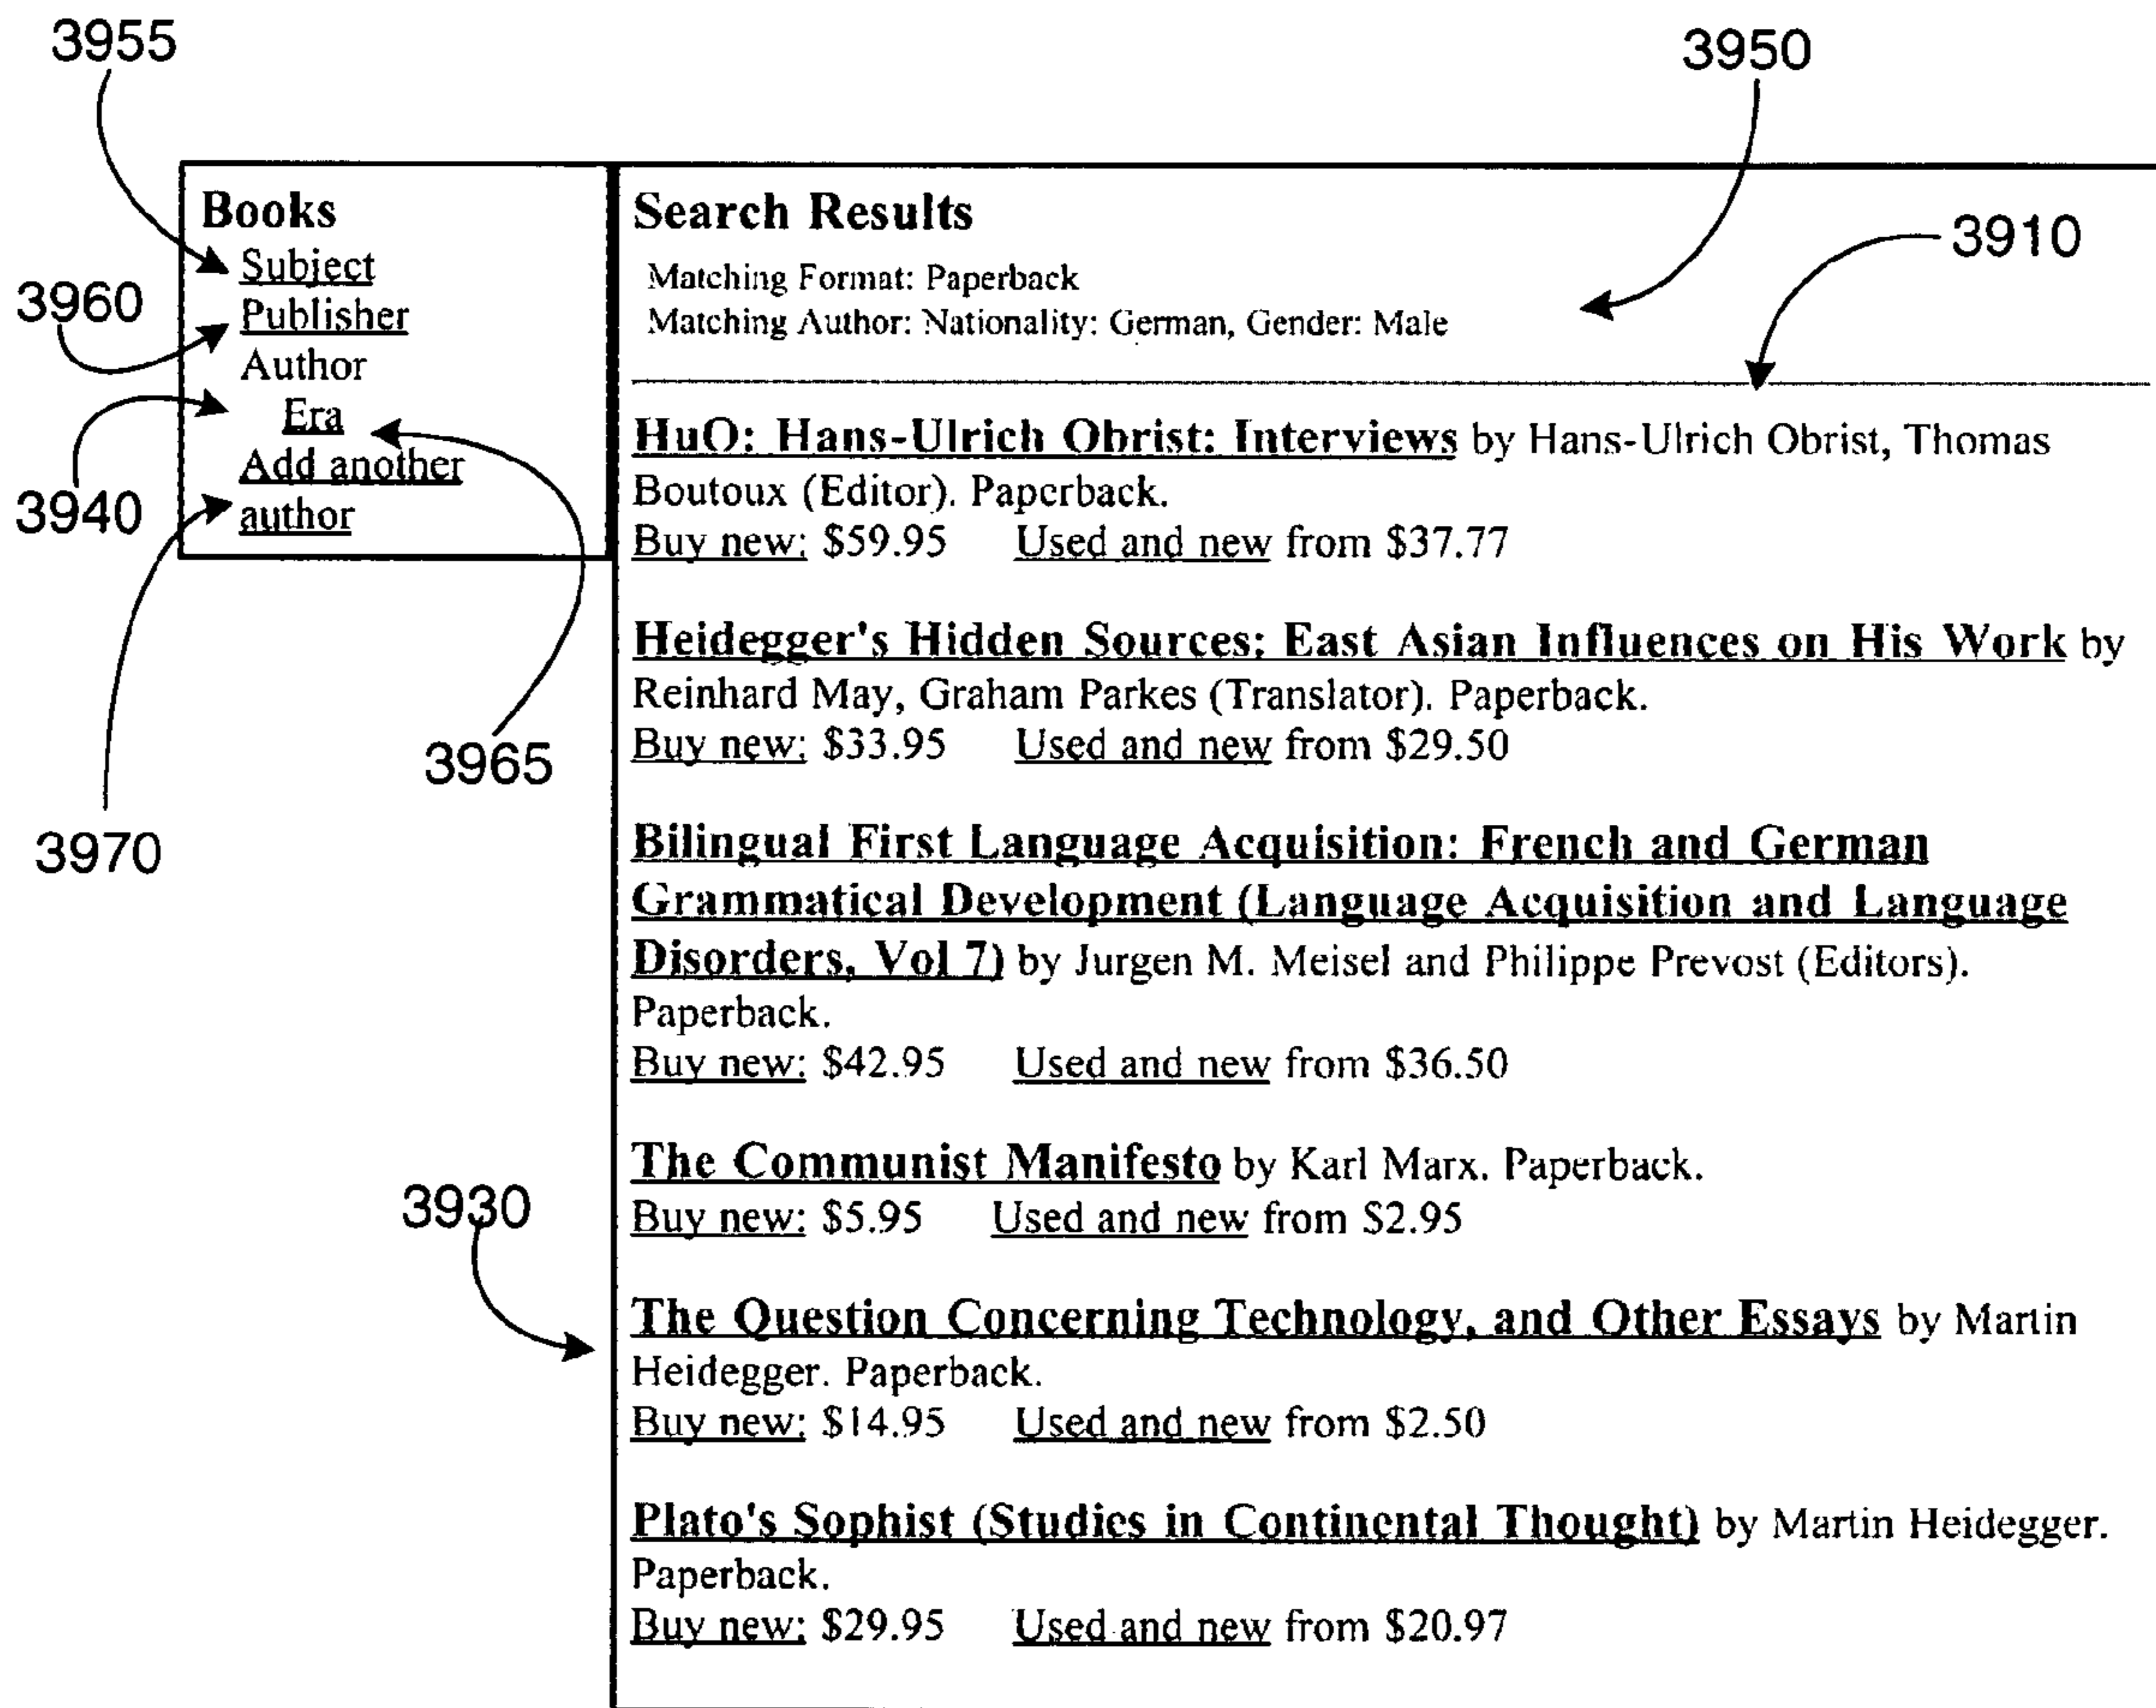 3955
3950
3910
3960
3940
3970
3965
3930
Books
Subject
Publisher
Author
Era
Add another
author
Search Results
Matching Format: Paperback
Matching Author: Nationality: German, Gender: Male
HuO: Hans-Ulrich Obrist: Interviews by Hans-Ulrich Obrist, Thomas
Boutoux (Editor). Paperback.
Buy new: $59.95 Used and new from $37.77
Heidegger's Hidden Sources: East Asian Influences on His Work by
Reinhard May, Graham Parkes (Translator). Paperback.
Buy new: $33.95 Used and new from $29.50
Bilingual First Language Acquisition: French and German
Grammatical Development (Language Acquisition and Language
Disorders, Vol 7) by Jurgen M. Meisel and Philippe Prevost (Editors).
Paperback.
Buy new: $42.95 Used and new from $36.50
The Communist Manifesto by Karl Marx. Paperback.
Buy new: $5.95 Used and new from $2.95
The Question Concerning Technology, and Other Essays by Martin
Heidegger. Paperback.
Buy new: $14.95 Used and new from $2.50
Plato's Sophist (Studies in Continental Thought) by Martin Heidegger.
Paperback.
Buy new: $29.95 Used and new from $20.97